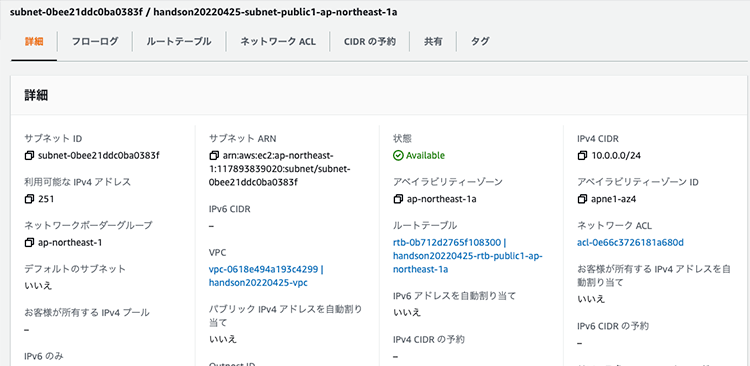 subnet-0bee21ddc0ba0383f / handson20220425-subnet-public1-ap-northeast-1a
詳細
フローログ
ルートテーブル
ネットワーク ACL
CIDR の予約
共有
タグ
詳細
サブネット ID
subnet-0bee21ddc0ba0383f
利用可能な IPv4 アドレス
251
ネットワークボーダーグループ
ap-northeast-1
デフォルトのサブネット
いいえ
お客様が所有する IPv4 プール
–
IPv6 のみ
サブネット ARN
arn:aws:ec2:ap-northeast-
1:117893839020:subnet/subnet-
0bee21ddc0ba0383f
IPv6 CIDR
–
VPC
vpc-0618e494a193c4299 |
handson20220425-vpc
パブリック IPv4 アドレスを自動割り
当て
いいえ
Outpost ID
状態
Available
アベイラビリティーゾーン
ap-northeast-1a
ルートテーブル
rtb-0b712d2765f108300 |
handson20220425-rtb-public1-ap-
northeast-1a
IPv6 アドレスを自動割り当て
いいえ
IPv4 CIDR の予約
–
IPv4 CIDR
10.0.0.0/24
アベイラビリティーゾーン ID
apne1-az4
ネットワーク ACL
acl-0e66c3726181a680d
お客様が所有する IPv4 アドレスを自
動割り当て
いいえ
IPv6 CIDR の予約
–